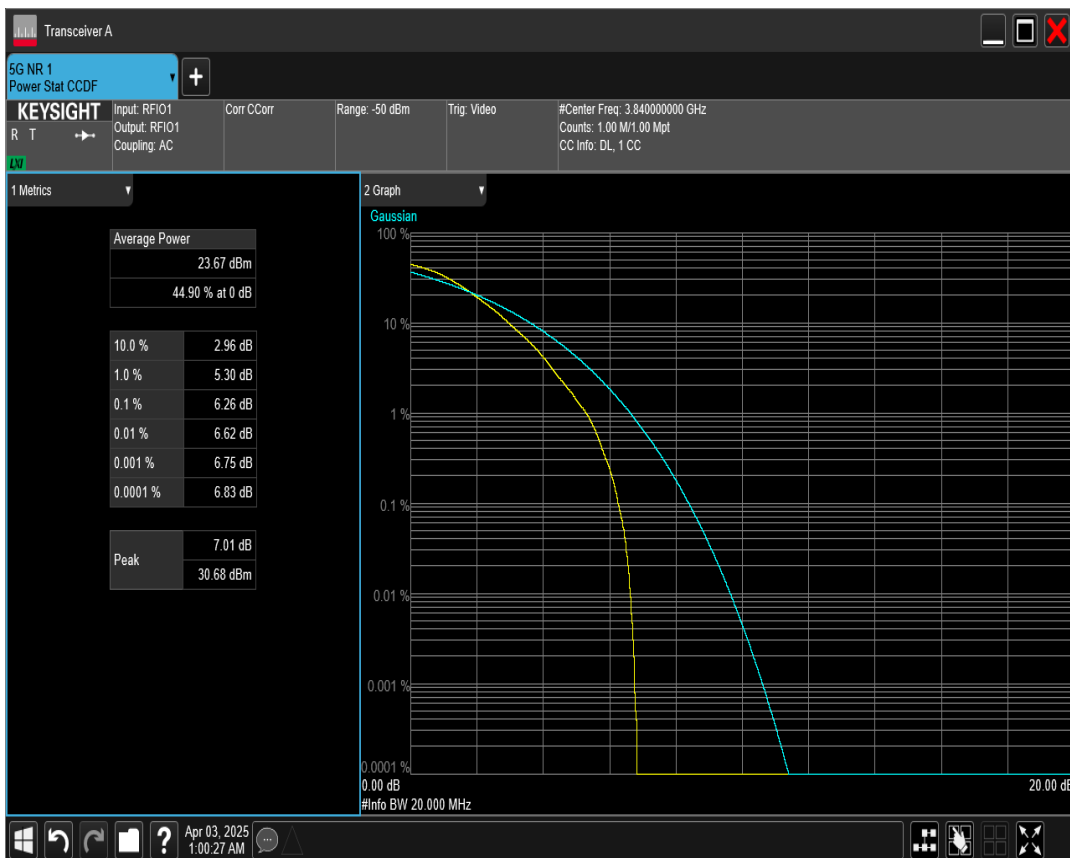 Transceiver A
5G NR 1
Power Stat CCDF
+
KEYSIGHT
R T
LXI
Input: RFIO1
Output: RFIO1
Coupling: AC
Corr CCorr
Range: -50 dBm
Trig: Video
#Center Freq: 3.840000000 GHz
Counts: 1.00 M/1.00 Mpt
CC Info: DL, 1 CC
1 Metrics
Average Power
23.67 dBm
44.90 % at 0 dB
10.0 % 2.96 dB
1.0 % 5.30 dB
0.1 % 6.26 dB
0.01 % 6.62 dB
0.001 % 6.75 dB
0.0001 % 6.83 dB
Peak
7.01 dB
30.68 dBm
2 Graph
Gaussian
100 %
10 %
1 %
0.1 %
0.01 %
0.001 %
0.0001 %
0.00 dB
20.00 dB
#Info BW 20.000 MHz
?
Apr 03, 2025
1:00:27 AM